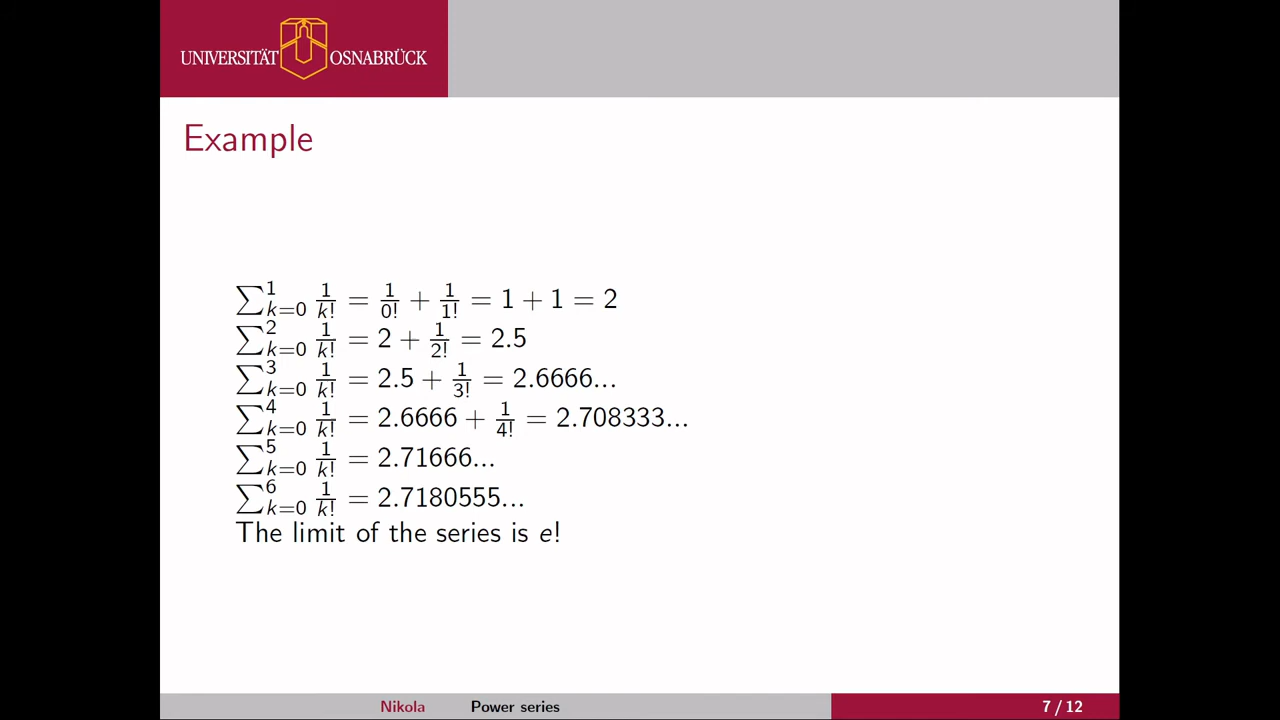 UNIVERSITÄT OSNABRÜCK
Example
∑_{k=0}^{1} 1/k! = 1/0! + 1/1! = 1 + 1 = 2
∑_{k=0}^{2} 1/k! = 2 + 1/2! = 2.5
∑_{k=0}^{3} 1/k! = 2.5 + 1/3! = 2.6666...
∑_{k=0}^{4} 1/k! = 2.6666 + 1/4! = 2.708333...
∑_{k=0}^{5} 1/k! = 2.71666...
∑_{k=0}^{6} 1/k! = 2.7180555...
The limit of the series is e!
Nikola Power series 7 / 12